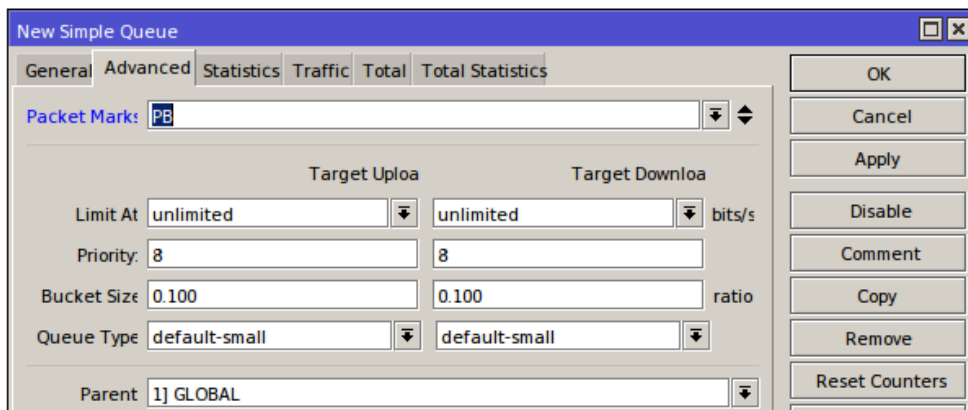 New Simple Queue
General Advanced Statistics Traffic Total Total Statistics
OK
Packet Marks PB
Cancel
Apply
Target Uploa Target Downloa
Limit At unlimited unlimited bits/s
Disable
Priority: 8 8
Comment
Bucket Size 0.100 0.100 ratio
Copy
Queue Type default-small default-small
Remove
Reset Counters
Parent 1] GLOBAL